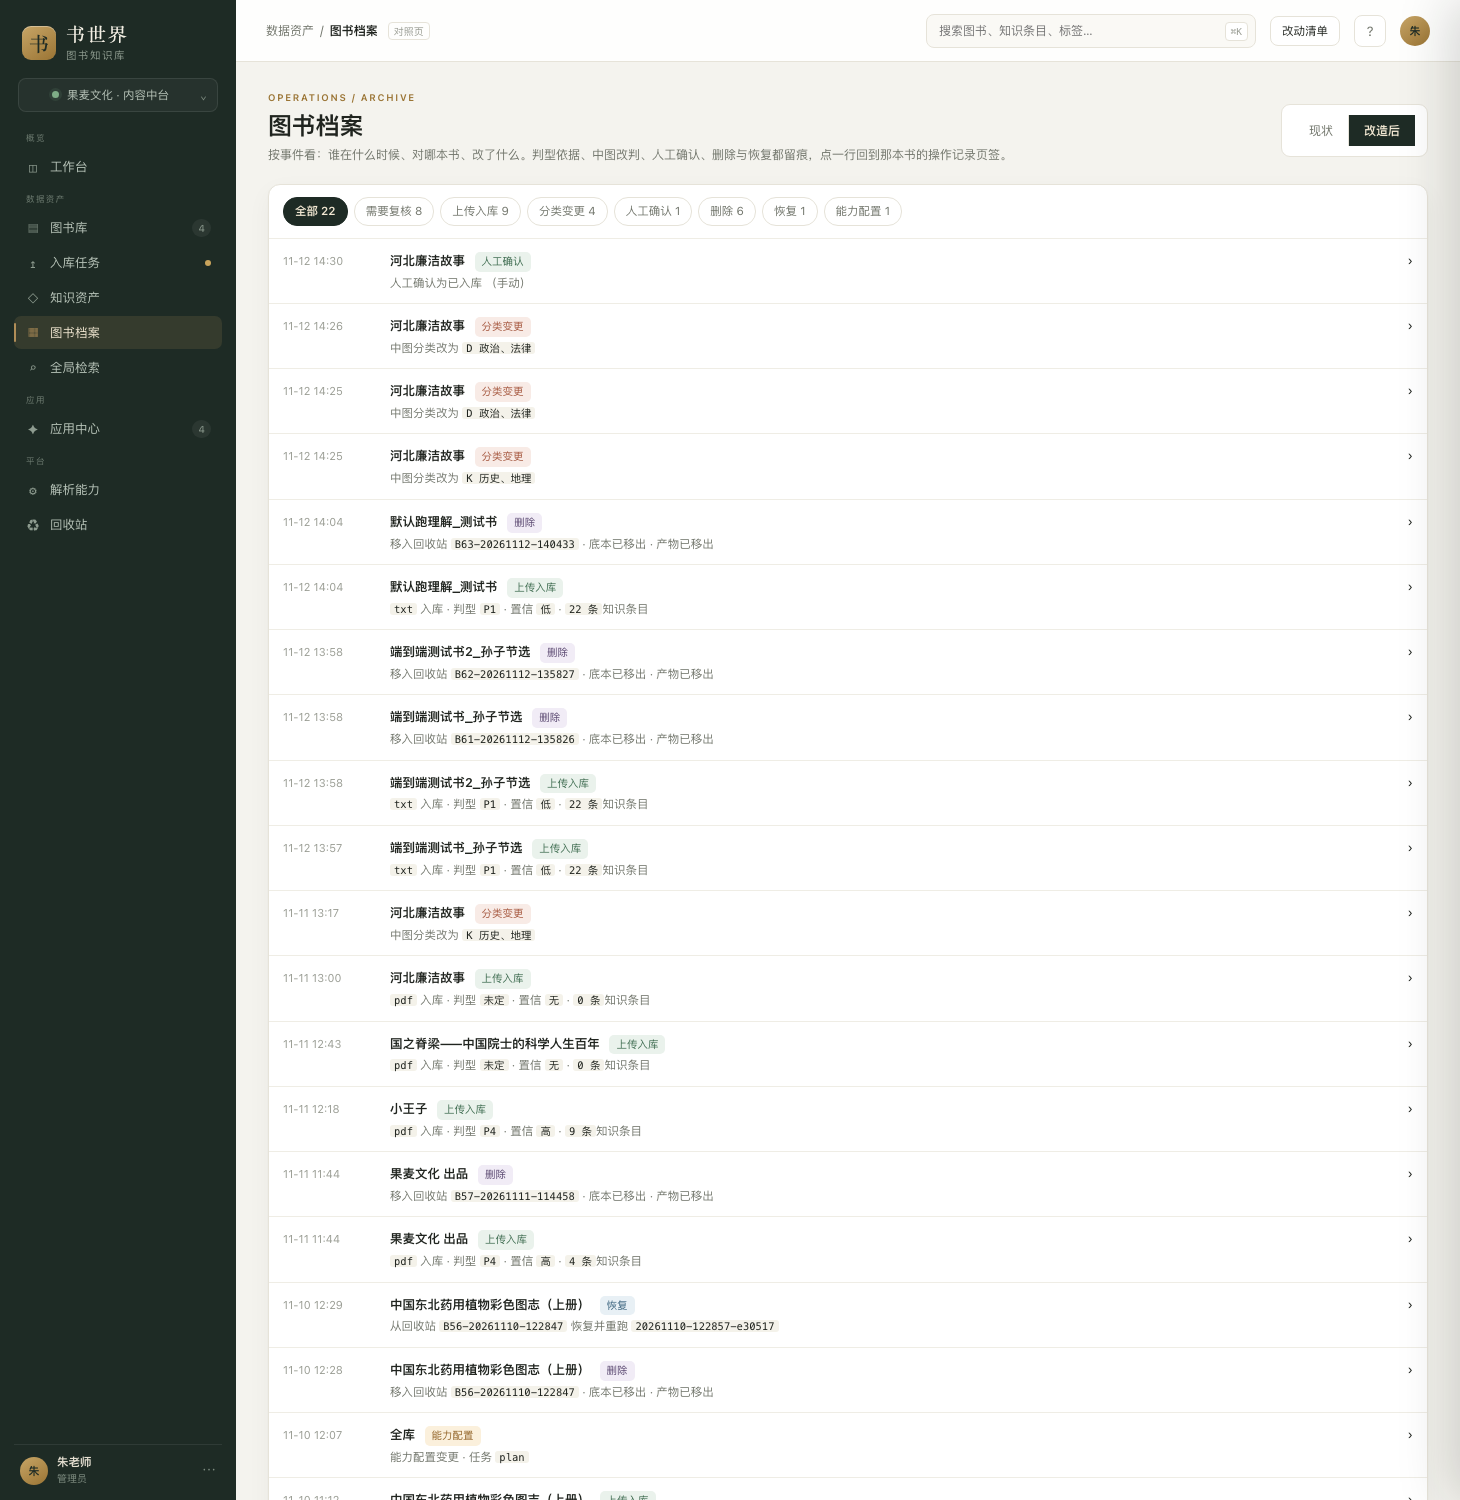 书
书世界
图书知识库
果麦文化 · 内容中台
概览
工作台
数据资产
图书库 4
入库任务
知识资产
图书档案
全局检索
应用
应用中心 4
平台
解析能力
回收站
朱
朱老师
管理员
···
数据资产 / 图书档案 对照页
搜索图书、知识条目、标签... ⌘K
改动清单
?
朱
OPERATIONS / ARCHIVE
图书档案
按事件看：谁在什么时候、对哪本书、改了什么。判型依据、中图改判、人工确认、删除与恢复都留痕，点一行回到那本书的操作记录页签。
现状 改造后
全部 22 需要复核 8 上传入库 9 分类变更 4 人工确认 1 删除 6 恢复 1 能力配置 1
11-12 14:30 河北廉洁故事 人工确认 ›
人工确认为已入库 （手动）
11-12 14:26 河北廉洁故事 分类变更 ›
中图分类改为 D 政治、法律
11-12 14:25 河北廉洁故事 分类变更 ›
中图分类改为 D 政治、法律
11-12 14:25 河北廉洁故事 分类变更 ›
中图分类改为 K 历史、地理
11-12 14:04 默认跑理解_测试书 删除 ›
移入回收站 B63-20261112-140433 · 底本已移出 · 产物已移出
11-12 14:04 默认跑理解_测试书 上传入库 ›
txt 入库 · 判型 P1 · 置信 低 · 22 条 知识条目
11-12 13:58 端到端测试书2_孙子节选 删除 ›
移入回收站 B62-20261112-135827 · 底本已移出 · 产物已移出
11-12 13:58 端到端测试书_孙子节选 删除 ›
移入回收站 B61-20261112-135826 · 底本已移出 · 产物已移出
11-12 13:58 端到端测试书2_孙子节选 上传入库 ›
txt 入库 · 判型 P1 · 置信 低 · 22 条 知识条目
11-12 13:57 端到端测试书_孙子节选 上传入库 ›
txt 入库 · 判型 P1 · 置信 低 · 22 条 知识条目
11-11 13:17 河北廉洁故事 分类变更 ›
中图分类改为 K 历史、地理
11-11 13:00 河北廉洁故事 上传入库 ›
pdf 入库 · 判型 未定 · 置信 无 · 0 条 知识条目
11-11 12:43 国之脊梁——中国院士的科学人生百年 上传入库 ›
pdf 入库 · 判型 未定 · 置信 无 · 0 条 知识条目
11-11 12:18 小王子 上传入库 ›
pdf 入库 · 判型 P4 · 置信 高 · 9 条 知识条目
11-11 11:44 果麦文化 出品 删除 ›
移入回收站 B57-20261111-114458 · 底本已移出 · 产物已移出
11-11 11:44 果麦文化 出品 上传入库 ›
pdf 入库 · 判型 P4 · 置信 高 · 4 条 知识条目
11-10 12:29 中国东北药用植物彩色图志（上册） 恢复 ›
从回收站 B56-20261110-122847 恢复并重跑 20261110-122857-e30517
11-10 12:28 中国东北药用植物彩色图志（上册） 删除 ›
移入回收站 B56-20261110-122847 · 底本已移出 · 产物已移出
11-10 12:07 全库 能力配置 ›
能力配置变更 · 任务 plan
中国东北药用植物彩色图志（上册） 上传入库 ›